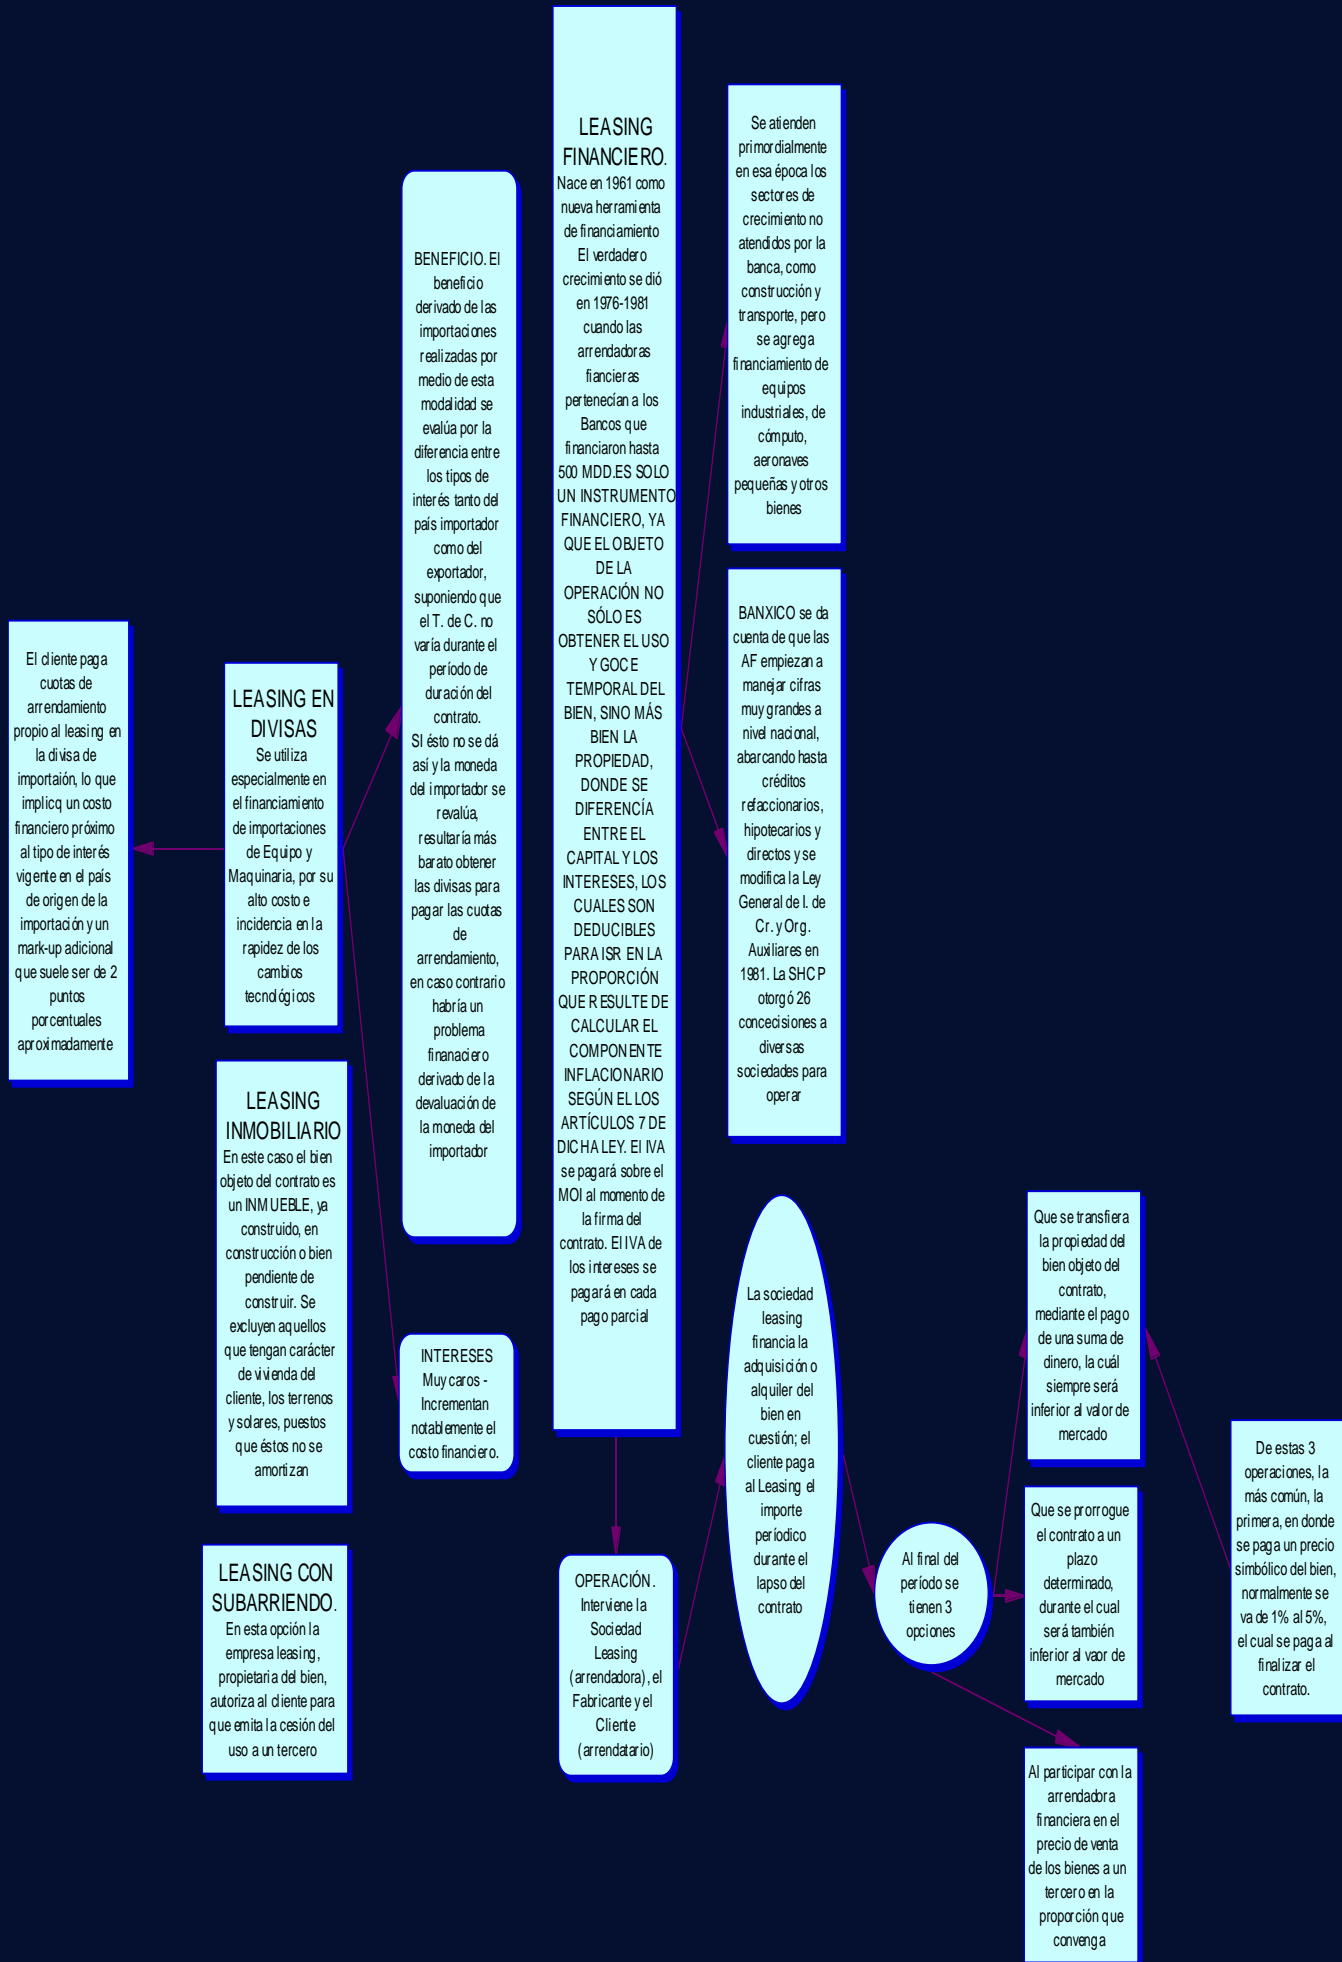 El cliente paga
cuotas de
arrendamiento
propio al leasing en
la divisa de
importaión, lo que
implicq un costo
financiero próximo
al tipo de interés
vigente en el país
de origen de la
importación y un
mark-up adicional
que suele ser de 2
puntos
porcentuales
aproximadamente
LEASING EN
DIVISAS
Se utiliza
especialmente en
el financiamiento
de importaciones
de Equipo y
Maquinaria, por su
alto costo e
incidencia en la
rapidez de los
cambios
tecnológicos
LEASING
INMOBILIARIO
En este caso el bien
objeto del contrato es
un INMUEBLE, ya
construido, en
construcción o bien
pendiente de
construir. Se
excluyen aquellos
que tengan carácter
de vivienda del
cliente, los terrenos
y solares, puestos
que éstos no se
amortizan
LEASING CON
SUBARRIENDO.
En esta opción la
empresa leasing,
propietaria del bien,
autoriza al cliente para
que emita la cesión del
uso a un tercero
BENEFICIO. El
beneficio
derivado de las
importaciones
realizadas por
medio de esta
modalidad se
evalúa por la
diferencia entre
los tipos de
interés tanto del
país importador
como del
exportador,
suponiendo que
el T. de C. no
varía durante el
período de
duración del
contrato.
SI ésto no se dá
así y la moneda
del importador se
revalúa,
resultaría más
barato obtener
las divisas para
pagar las cuotas
de
arrendamiento,
en caso contrario
habría un
problema
finanaciero
derivado de la
devaluación de
la moneda del
importador
INTERESES
Muy caros -
Incrementan
notablemente el
costo financiero.
LEASING
FINANCIERO.
Nace en 1961 como
nueva herramienta
de financiamiento
El verdadero
crecimiento se dió
en 1976-1981
cuando las
arrendadoras
fiancieras
pertenecían a los
Bancos que
financiaron hasta
500 MDD.ES SOLO
UN INSTRUMENTO
FINANCIERO, YA
QUE EL OBJETO
DE LA
OPERACIÓN NO
SÓLO ES
OBTENER EL USO
Y GOCE
TEMPORAL DEL
BIEN, SINO MÁS
BIEN LA
PROPIEDAD,
DONDE SE
DIFERENCÍA
ENTRE EL
CAPITAL Y LOS
INTERESES, LOS
CUALES SON
DEDUCIBLES
PARA ISR EN LA
PROPORCIÓN
QUE RESULTE DE
CALCULAR EL
COMPONENTE
INFLACIONARIO
SEGÚN EL LOS
ARTÍCULOS 7 DE
DICHA LEY. El IVA
se pagará sobre el
MOI al momento de
la firma del
contrato. El IVA de
los intereses se
pagará en cada
pago parcial
OPERACIÓN.
Interviene la
Sociedad
Leasing
(arrendadora), el
Fabricante y el
Cliente
(arrendatario)
Se atienden
primordialmente
en esa época los
sectores de
crecimiento no
atendidos por la
banca, como
construcción y
transporte, pero
se agrega
financiamiento de
equipos
industriales, de
cómputo,
aeronaves
pequeñas y otros
bienes
BANXICO se da
cuenta de que las
AF empiezan a
manejar cifras
muy grandes a
nivel nacional,
abarcando hasta
créditos
refaccionarios,
hipotecarios y
directos y se
modifica la Ley
General de I. de
Cr. y Org.
Auxiliares en
1981. La SHCP
otorgó 26
concecisiones a
diversas
sociedades para
operar
La sociedad
leasing
financia la
adquisición o
alquiler del
bien en
cuestión; el
cliente paga
al Leasing el
importe
períodico
durante el
lapso del
contrato
Al final del
período se
tienen 3
opciones
Que se transfiera
la propiedad del
bien objeto del
contrato,
mediante el pago
de una suma de
dinero, la cuál
siempre será
inferior al valor de
mercado
Que se prorrogue
el contrato a un
plazo
determinado,
durante el cual
será también
inferior al vaor de
mercado
Al participar con la
arrendadora
financiera en el
precio de venta
de los bienes a un
tercero en la
proporción que
convenga
De estas 3
operaciones, la
más común, la
primera, en donde
se paga un precio
simbólico del bien,
normalmente se
va de 1% al 5%,
el cual se paga al
finalizar el
contrato.